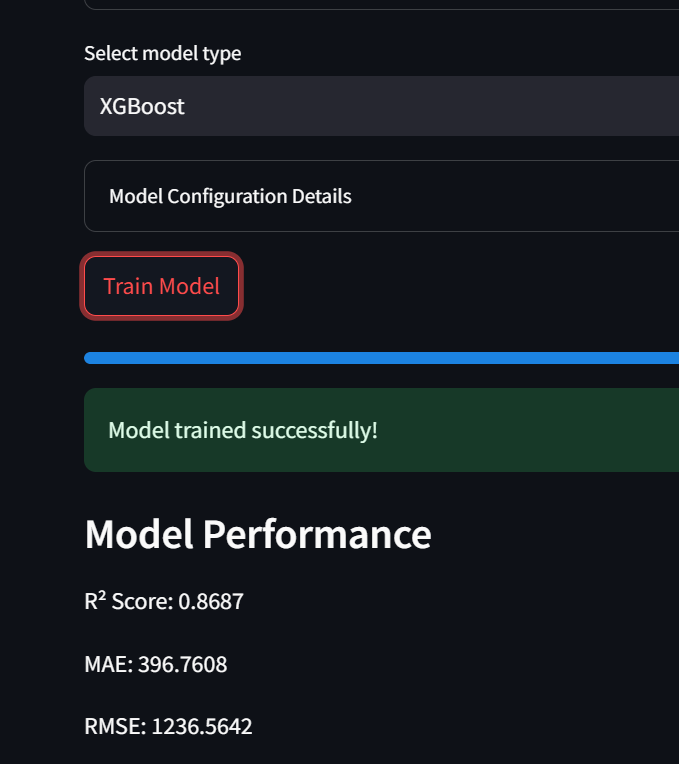 Select model type
XGBoost
Model Configuration Details
Train Model
Model trained successfully!
Model Performance
R² Score: 0.8687
MAE: 396.7608
RMSE: 1236.5642